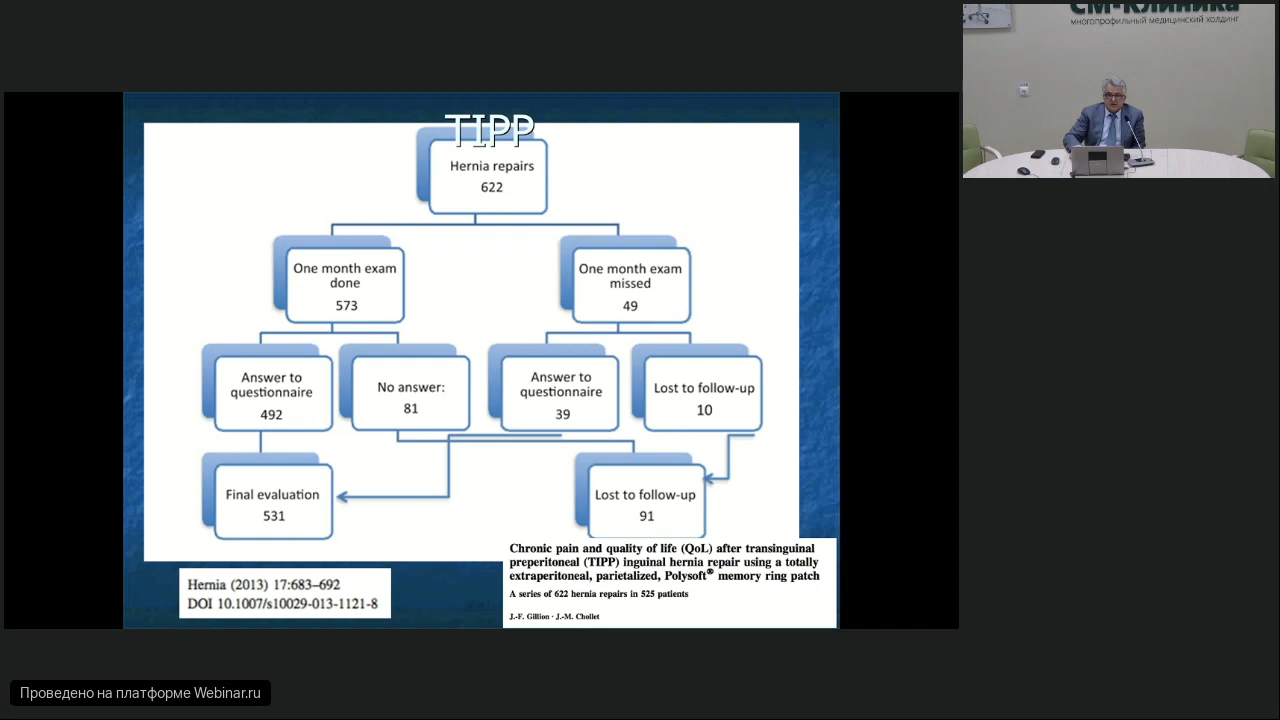 СМ-Клиника
многопрофильный медицинский холдинг
TIPP
Hernia repairs
622
One month exam
done
573
One month exam
missed
49
Answer to
questionnaire
492
No answer:
81
Answer to
questionnaire
39
Lost to follow-up
10
Final evaluation
531
Lost to follow-up
91
Chronic pain and quality of life (QoL) after transinguinal
preperitoneal (TIPP) inguinal hernia repair using a totally
extraperitoneal, parietalized, Polysoft® memory ring patch
A series of 622 hernia repairs in 525 patients
J.-F. Gillion · J.-M. Chollet
Hernia (2013) 17:683–692
DOI 10.1007/s10029-013-1121-8
Проведено на платформе Webinar.ru